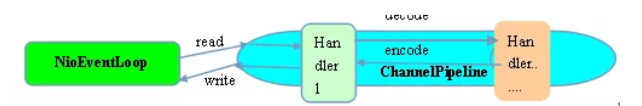 decode
read
Han
Han
encode
NioEventLoop
dler
ChannelPipeline
dler..
write
1
....